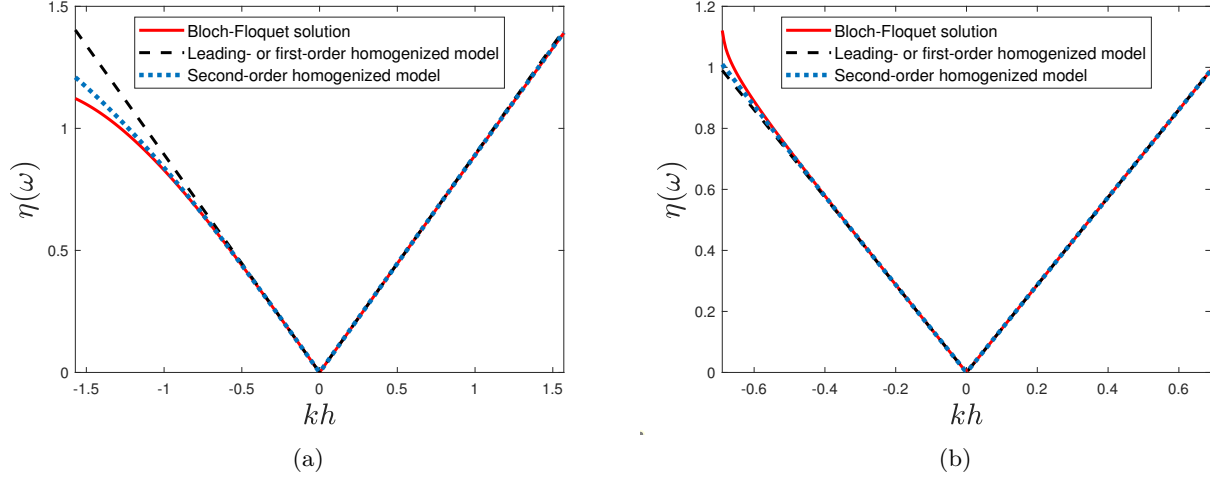 1.5
1
0.5
0
η(ω)
Bloch-Floquet solution
Leading- or first-order homogenized model
Second-order homogenized model
-1.5 -1 -0.5 0 0.5 1 1.5
kh
(a)
1.2
1
0.8
0.6
0.4
0.2
0
η(ω)
Bloch-Floquet solution
Leading- or first-order homogenized model
Second-order homogenized model
-0.6 -0.4 -0.2 0 0.2 0.4 0.6
kh
(b)